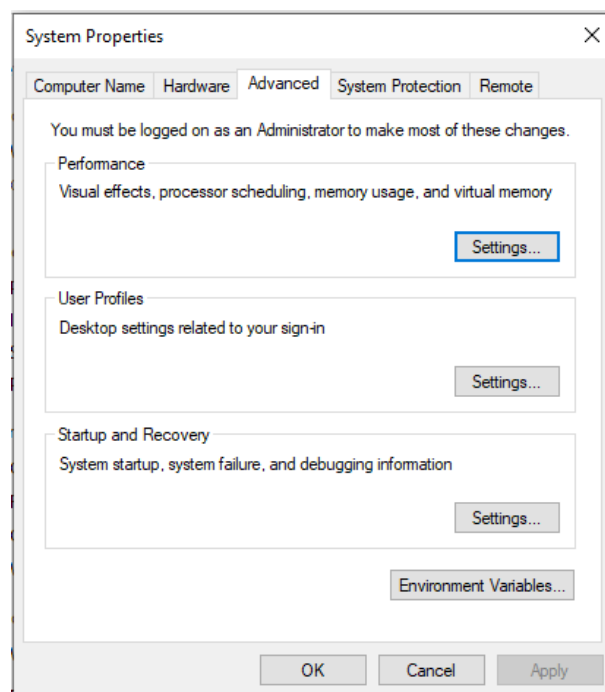 System Properties
Computer Name Hardware Advanced System Protection Remote
You must be logged on as an Administrator to make most of these changes.
Performance
Visual effects, processor scheduling, memory usage, and virtual memory
Settings...
User Profiles
Desktop settings related to your sign-in
Settings...
Startup and Recovery
System startup, system failure, and debugging information
Settings...
Environment Variables...
OK Cancel Apply